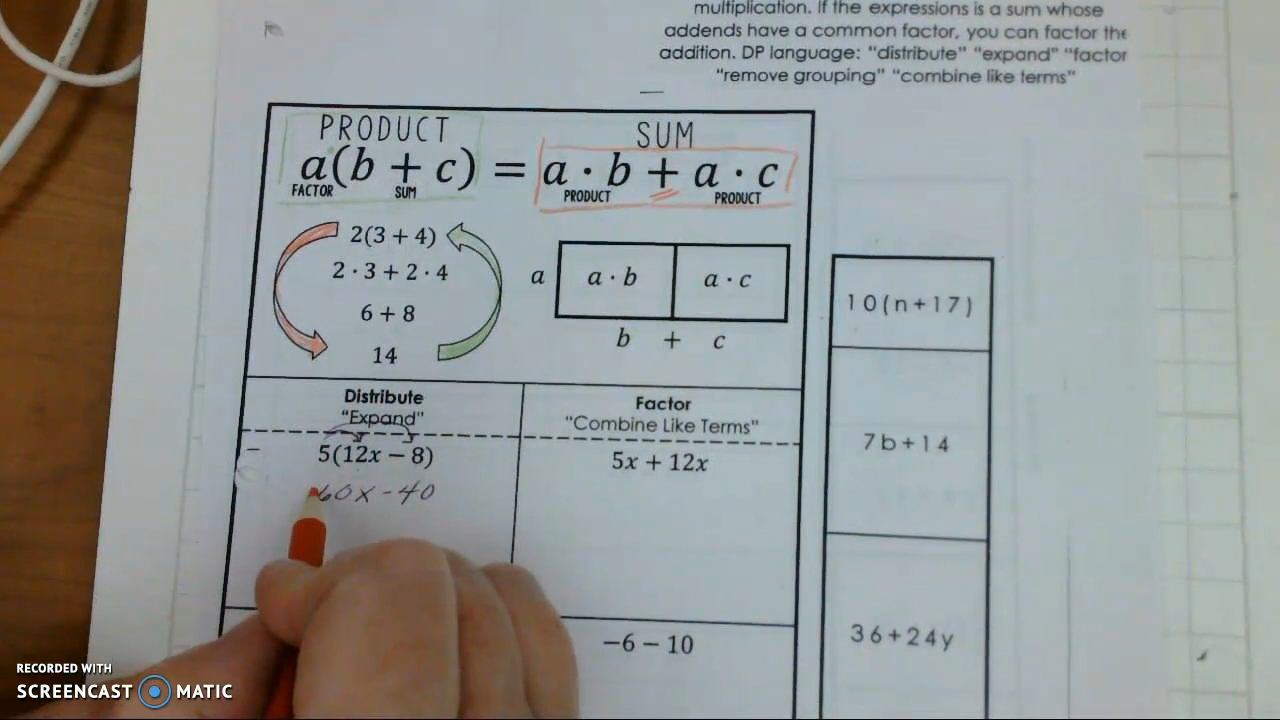 multiplication. If the expressions is a sum whose
addends have a common factor, you can factor the
addition. DP language: "distribute" "expand" "factor
"remove grouping" "combine like terms"
PRODUCT
a(b + c) = a · b + a · c
FACTOR SUM
SUM
PRODUCT PRODUCT
2(3 + 4)
2 · 3 + 2 · 4
6 + 8
14
a
a · b a · c
b + c
Distribute
"Expand"
5(12x – 8)
60x - 40
Factor
"Combine Like Terms"
5x + 12x
−6 − 10
10(n+17)
7b+14
36+24y
RECORDED WITH
SCREENCAST MATIC